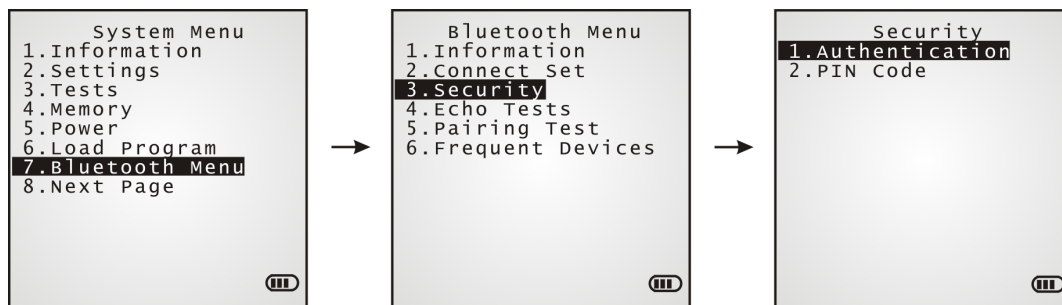 System Menu
1.Information
2.Settings
3.Tests
4.Memory
5.Power
6.Load Program
7.Bluetooth Menu
8.Next Page
Bluetooth Menu
1.Information
2.Connect Set
3.Security
4.Echo Tests
5.Pairing Test
6.Frequent Devices
Security
1.Authentication
2.PIN Code